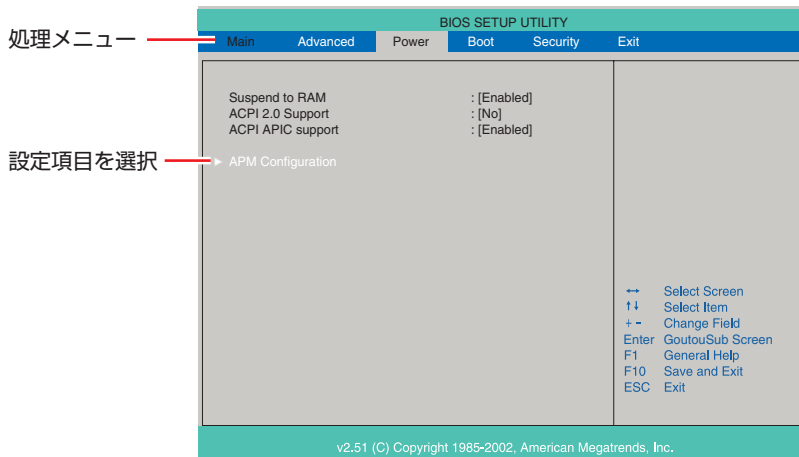 BIOS SETUP UTILITY
処理メニュー
Main Advanced Power Boot Security Exit
Suspend to RAM : [Enabled]
ACPI 2.0 Support : [No]
ACPI APIC support : [Enabled]
設定項目を選択
▶ APM Configuration
↔ Select Screen
↑↓ Select Item
+ - Change Field
Enter GoutouSub Screen
F1 General Help
F10 Save and Exit
ESC Exit
v2.51 (C) Copyright 1985-2002, American Megatrends, Inc.